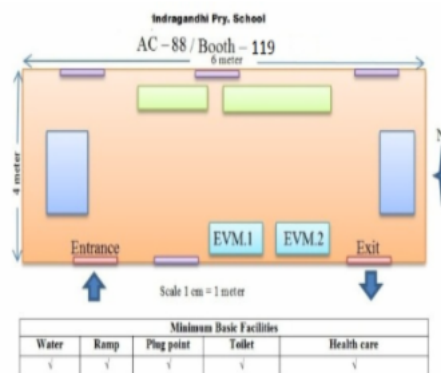 Indragandhi Pry. School
AC – 88 / Booth – 119
6 meter
4 meter
N
EVM.1 EVM.2
Entrance Exit
Scale 1 cm = 1 meter
Minimum Basic Facilities
Water Ramp Plug point Toilet Health care
√ √ √ √ √